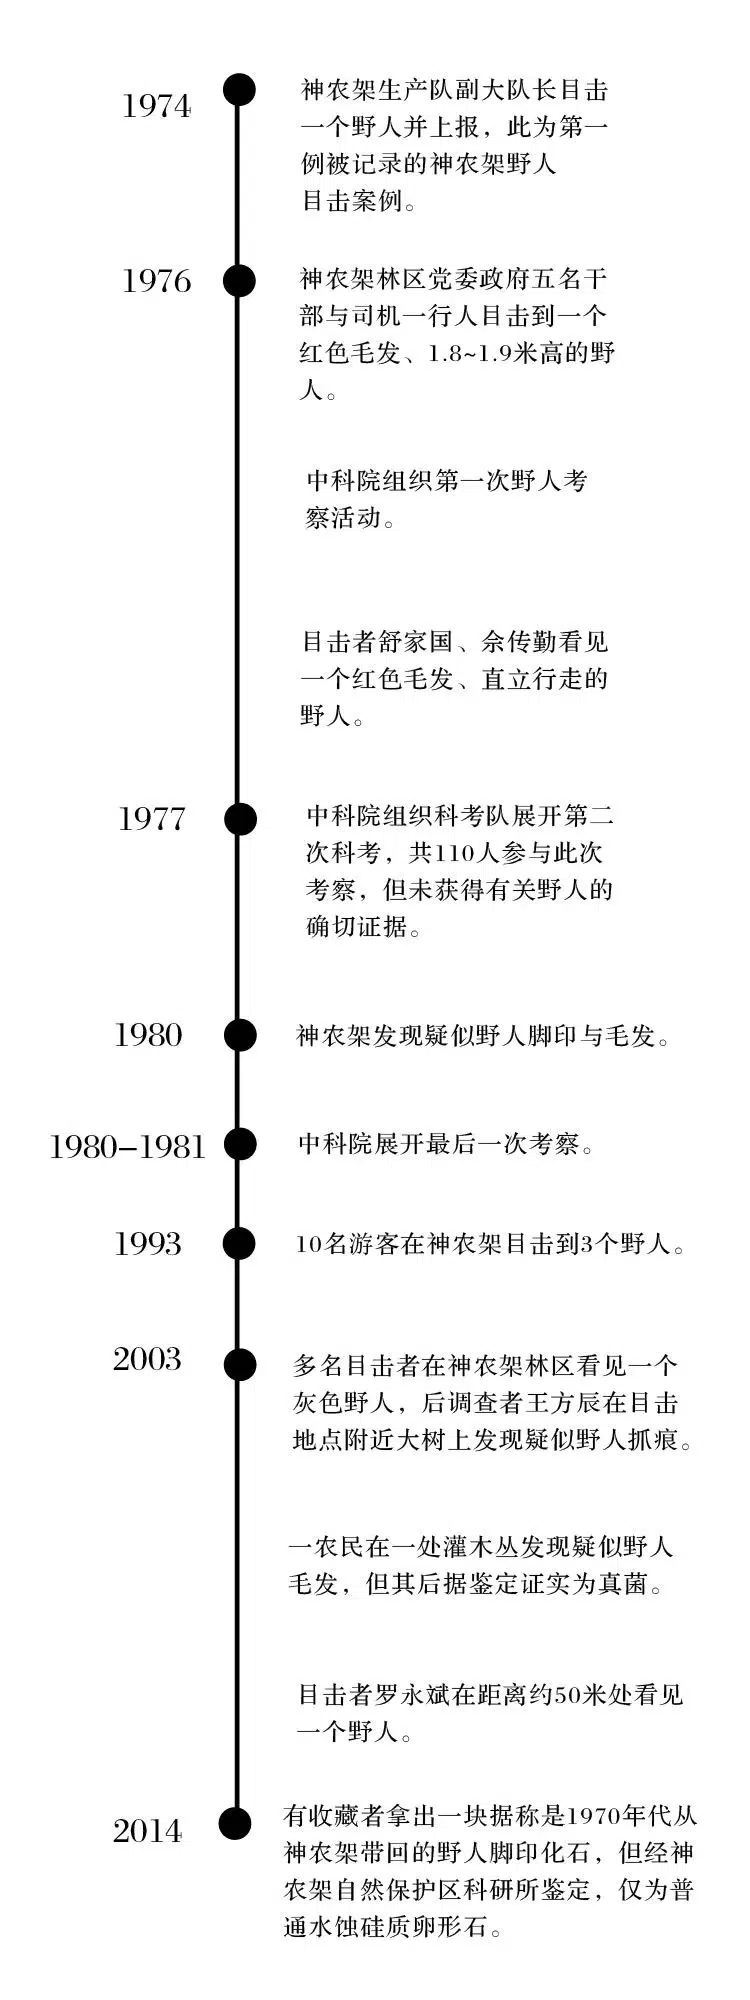 1974
神农架生产队副大队长目击
一个野人并上报，此为第一
例被记录的神农架野人
目击案例。
1976
神农架林区党委政府五名干
部与司机一行人目击到一个
红色毛发、1.8~1.9米高的野
人。
中科院组织第一次野人考
察活动。
目击者舒家国、佘传勤看见
一个红色毛发、直立行走的
野人。
1977
中科院组织科考队展开第二
次科考，共110人参与此次
考察，但未获得有关野人的
确切证据。
1980
神农架发现疑似野人脚印与毛发。
1980-1981
中科院展开最后一次考察。
1993
10名游客在神农架目击到3个野人。
2003
多名目击者在神农架林区看见一个
灰色野人，后调查者王方辰在目击
地点附近大树上发现疑似野人抓痕。
一农民在一处灌木丛发现疑似野人
毛发，但其后据鉴定证实为真菌。
目击者罗永斌在距离约50米处看见
一个野人。
2014
有收藏者拿出一块据称是1970年代从
神农架带回的野人脚印化石，但经神
农架自然保护区科研所鉴定，仅为普
通水蚀硅质卵形石。